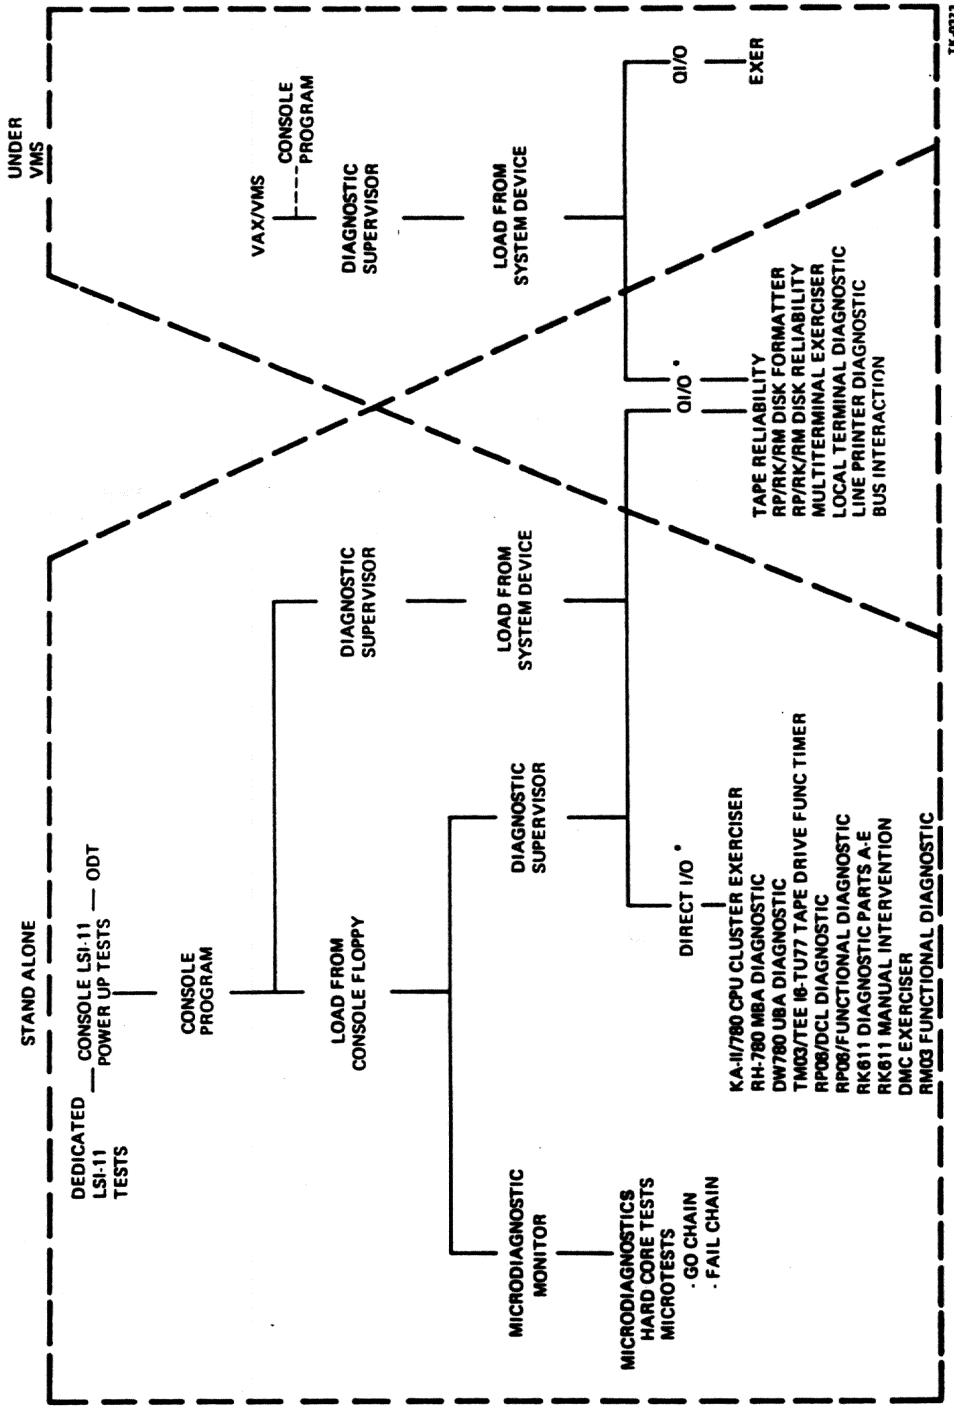 STAND ALONE
UNDER
VMS
DEDICATED
LSI-11
TESTS
CONSOLE LSI-11
POWER UP TESTS
ODT
CONSOLE
PROGRAM
VAX/VMS
CONSOLE
PROGRAM
LOAD FROM
CONSOLE FLOPPY
DIAGNOSTIC
SUPERVISOR
DIAGNOSTIC
SUPERVISOR
MICRODIAGNOSTIC
MONITOR
DIAGNOSTIC
SUPERVISOR
LOAD FROM
SYSTEM DEVICE
LOAD FROM
SYSTEM DEVICE
MICRODIAGNOSTICS
HARD CORE TESTS
MICROTESTS
· GO CHAIN
· FAIL CHAIN
DIRECT I/O *
QI/O *
QI/O
KA-II/780 CPU CLUSTER EXERCISER
RH-780 MBA DIAGNOSTIC
DW780 UBA DIAGNOSTIC
TM03/TEE 16-TU77 TAPE DRIVE FUNC TIMER
RP06/DCL DIAGNOSTIC
RP06/FUNCTIONAL DIAGNOSTIC
RK611 DIAGNOSTIC PARTS A-E
RK611 MANUAL INTERVENTION
DMC EXERCISER
RM03 FUNCTIONAL DIAGNOSTIC
TAPE RELIABILITY
RP/RK/RM DISK FORMATTER
RP/RK/RM DISK RELIABILITY
MULTITERMINAL EXERCISER
LOCAL TERMINAL DIAGNOSTIC
LINE PRINTER DIAGNOSTIC
BUS INTERACTION
EXER